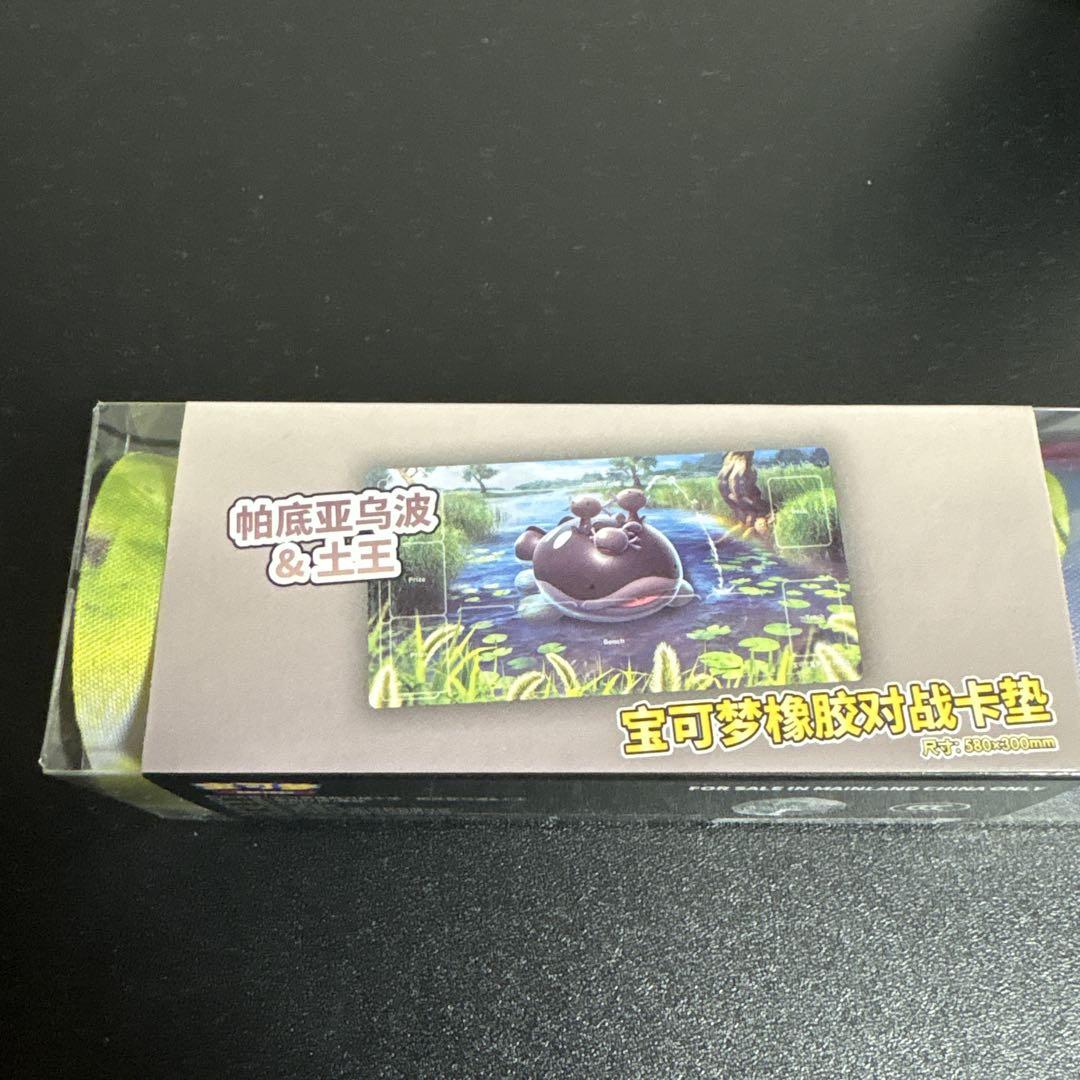 帕底亚乌波
& 土王
Prize
Bench
宝可梦橡胶对战卡垫
尺寸：580×300mm
FOR SALE IN MAINLAND CHINA ONLY